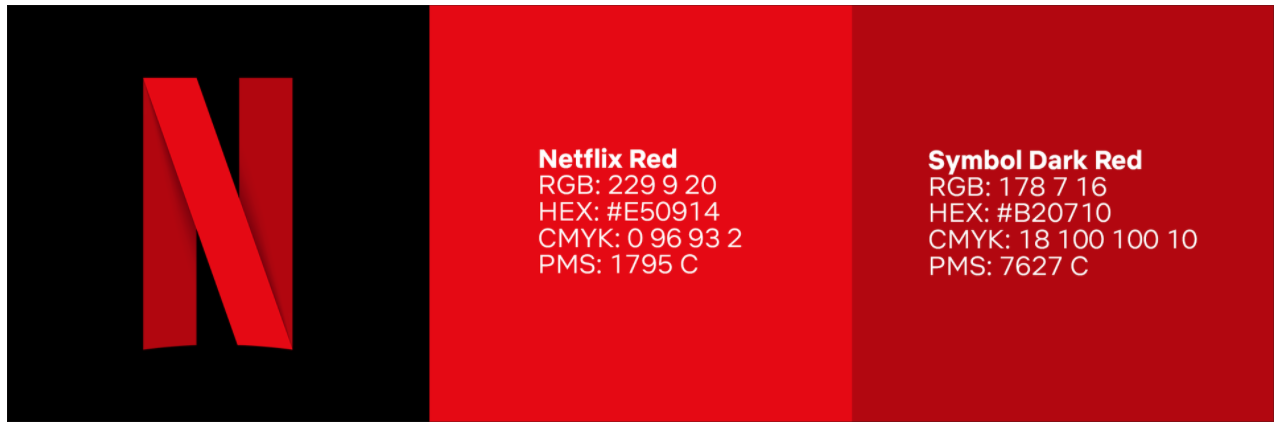 N
Netflix Red
RGB: 229 9 20
HEX: #E50914
CMYK: 0 96 93 2
PMS: 1795 C
Symbol Dark Red
RGB: 178 7 16
HEX: #B20710
CMYK: 18 100 100 10
PMS: 7627 C